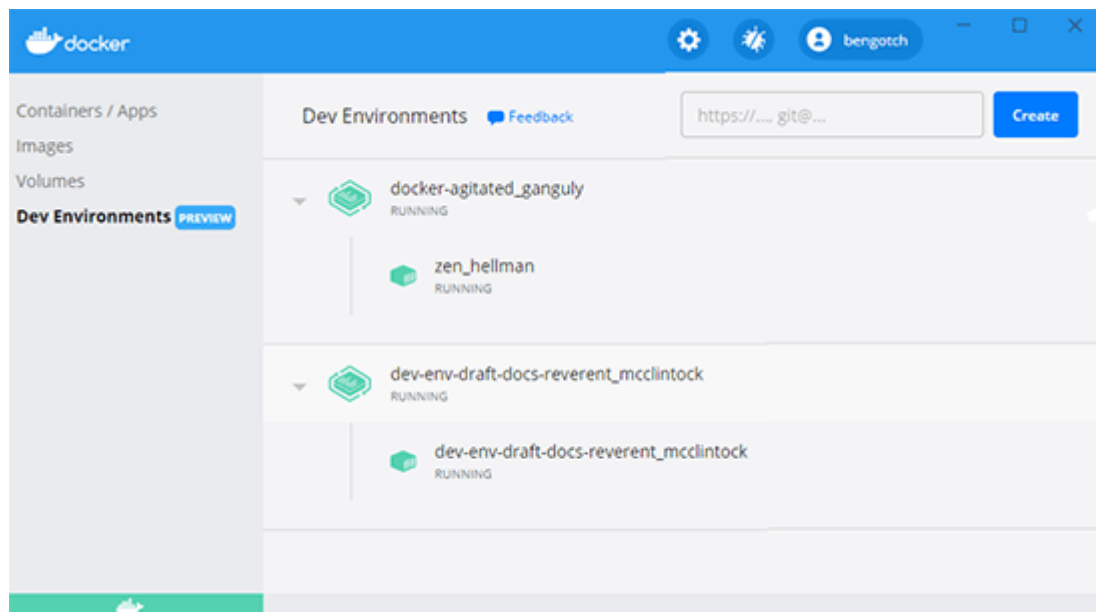 docker
bengotch
Containers / Apps
Images
Volumes
Dev Environments PREVIEW
Dev Environments Feedback
https://..., git@...
Create
docker-agitated_ganguly
RUNNING
zen_hellman
RUNNING
dev-env-draft-docs-reverent_mcclintock
RUNNING
dev-env-draft-docs-reverent_mcclintock
RUNNING